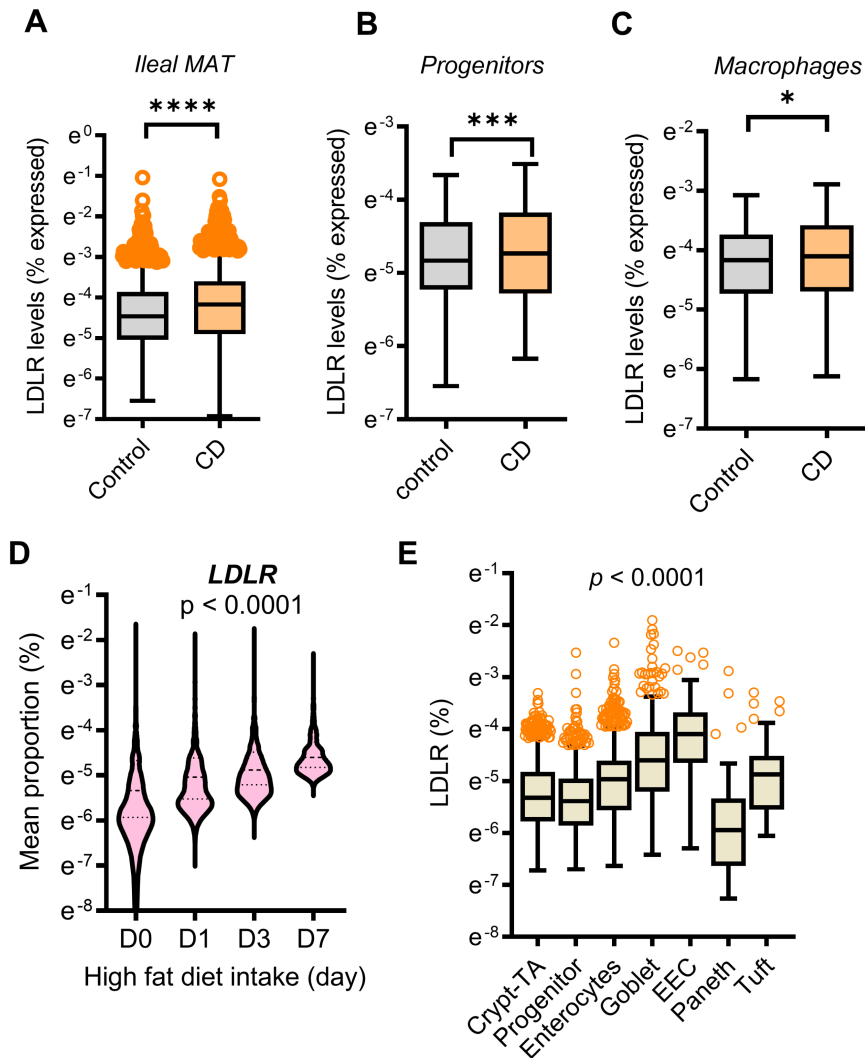 A
Ileal MAT
****
LDLR levels (% expressed)
e⁰
e⁻¹
e⁻²
e⁻³
e⁻⁴
e⁻⁵
e⁻⁶
e⁻⁷
Control
CD
B
Progenitors
***
LDLR levels (% expressed)
e⁻³
e⁻⁴
e⁻⁵
e⁻⁶
e⁻⁷
control
CD
C
Macrophages
*
LDLR levels (% expressed)
e⁻²
e⁻³
e⁻⁴
e⁻⁵
e⁻⁶
e⁻⁷
Control
CD
D
LDLR
p < 0.0001
Mean proportion (%)
e⁻¹
e⁻²
e⁻³
e⁻⁴
e⁻⁵
e⁻⁶
e⁻⁷
e⁻⁸
D0 D1 D3 D7
High fat diet intake (day)
E
p < 0.0001
LDLR (%)
e⁻¹
e⁻²
e⁻³
e⁻⁴
e⁻⁵
e⁻⁶
e⁻⁷
e⁻⁸
Crypt-TA
Progenitor
Enterocytes
Goblet
EEC
Paneth
Tuft